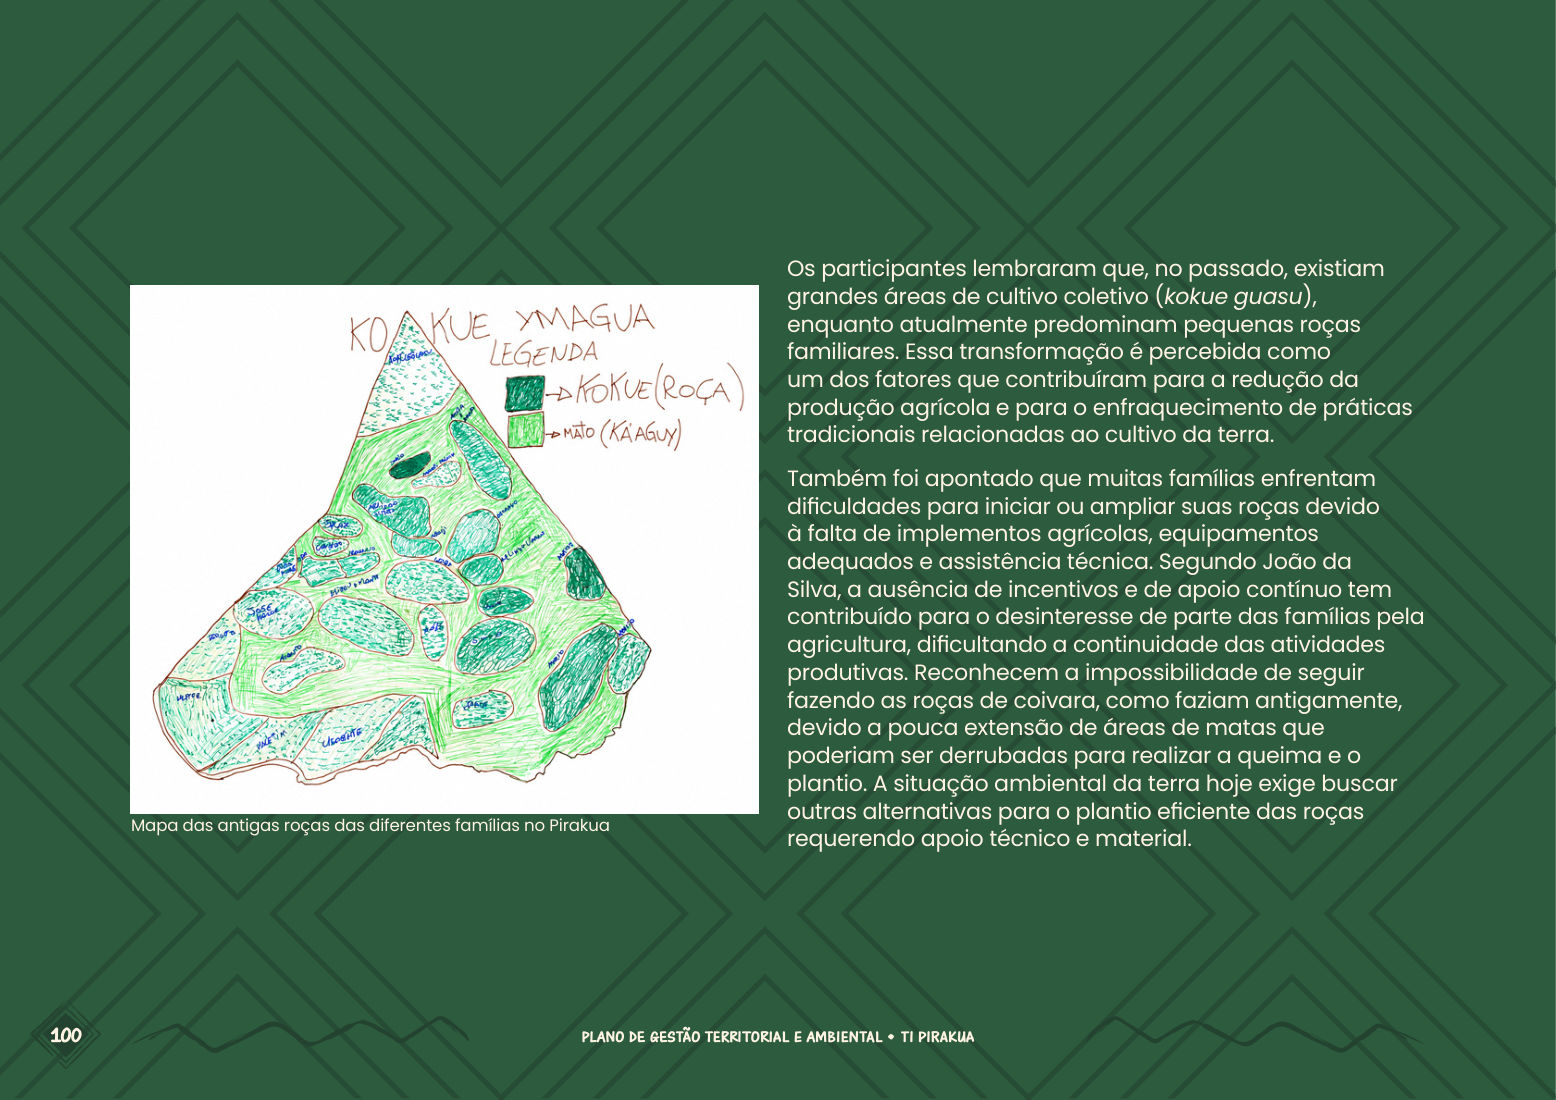 KOKUE YMAGUA
LEGENDA
KOKUE (ROÇA)
MATO (KA'AGUY)
JOSE
VICENTE
Mapa das antigas roças das diferentes famílias no Pirakua
Os participantes lembraram que, no passado, existiam
grandes áreas de cultivo coletivo (kokue guasu),
enquanto atualmente predominam pequenas roças
familiares. Essa transformação é percebida como
um dos fatores que contribuíram para a redução da
produção agrícola e para o enfraquecimento de práticas
tradicionais relacionadas ao cultivo da terra.
Também foi apontado que muitas famílias enfrentam
dificuldades para iniciar ou ampliar suas roças devido
à falta de implementos agrícolas, equipamentos
adequados e assistência técnica. Segundo João da
Silva, a ausência de incentivos e de apoio contínuo tem
contribuído para o desinteresse de parte das famílias pela
agricultura, dificultando a continuidade das atividades
produtivas. Reconhecem a impossibilidade de seguir
fazendo as roças de coivara, como faziam antigamente,
devido a pouca extensão de áreas de matas que
poderiam ser derrubadas para realizar a queima e o
plantio. A situação ambiental da terra hoje exige buscar
outras alternativas para o plantio eficiente das roças
requerendo apoio técnico e material.
100
PLANO DE GESTÃO TERRITORIAL E AMBIENTAL • TI PIRAKUA